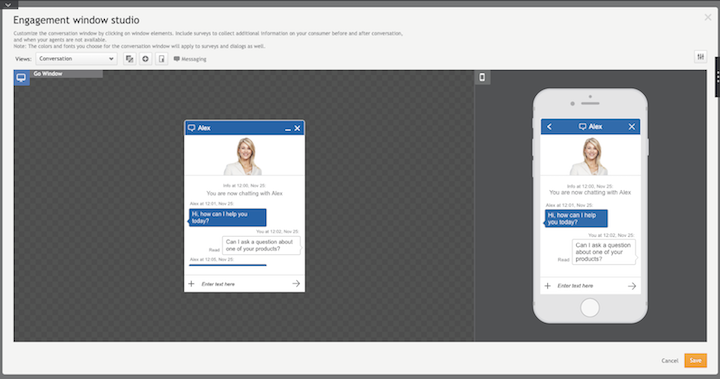 Engagement window studio
Customize the conversation window by clicking on window elements. Include surveys to collect additional information on your consumer before and after conversation,
and when your agents are not available.
Note: The colors and fonts you choose for the conversation window will apply to surveys and dialogs as well.
Views: Conversation Messaging
Go Window
Alex
Info at 12:00, Nov 25:
You are now chatting with Alex
Alex at 12:01, Nov 25:
Hi, how can I help you
today?
You at 12:02, Nov 25:
Can I ask a question about
one of your products?
Read
Alex at 12:00, Nov 25:
Enter text here
Alex
Info at 12:00, Nov 25:
You are now chatting with Alex
Alex at 12:01, Nov 25:
Hi, how can I help
you today?
You at 12:02, Nov 25:
Can I ask a question
about one of your
products?
Read
Enter text here
Cancel Save